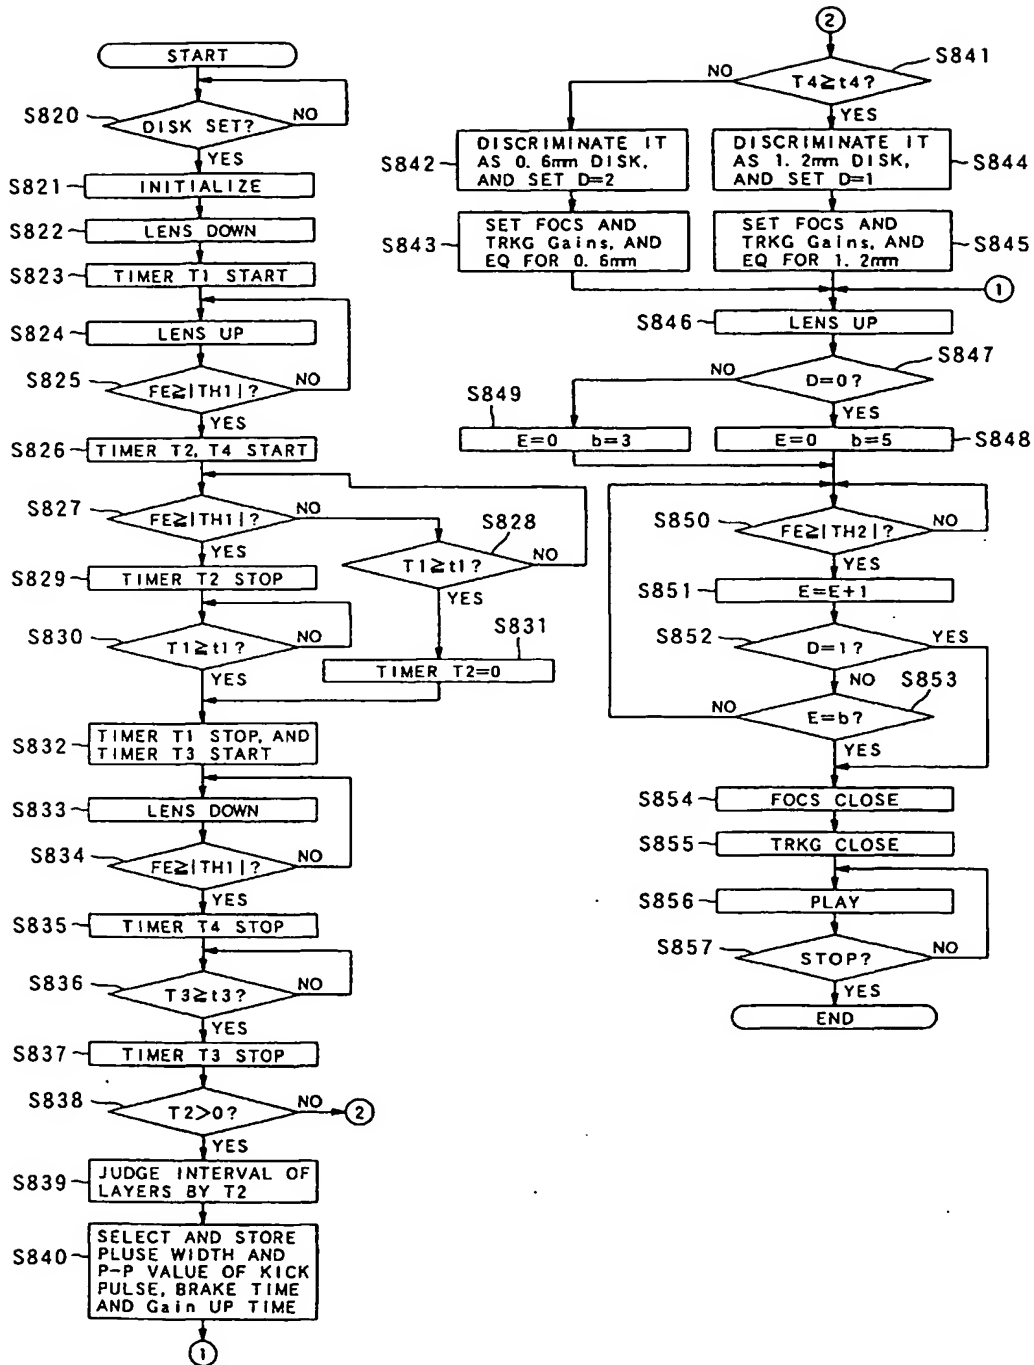 START
S820
DISK SET?
NO
YES
S821
INITIALIZE
S822
LENS DOWN
S823
TIMER T1 START
S824
LENS UP
S825
FE≧|TH1|?
NO
YES
S826
TIMER T2, T4 START
S827
FE≧|TH1|?
NO
S828
T1≧t1?
NO
YES
YES
S829
TIMER T2 STOP
S830
T1≧t1?
NO
YES
S831
TIMER T2=0
S832
TIMER T1 STOP, AND
TIMER T3 START
S833
LENS DOWN
S834
FE≧|TH1|?
NO
YES
S835
TIMER T4 STOP
S836
T3≧t3?
NO
YES
S837
TIMER T3 STOP
S838
T2>0?
NO
2
YES
S839
JUDGE INTERVAL OF
LAYERS BY T2
S840
SELECT AND STORE
PLUSE WIDTH AND
P-P VALUE OF KICK
PULSE, BRAKE TIME
AND Gain UP TIME
1
2
S841
T4≧t4?
NO
YES
S842
DISCRIMINATE IT
AS 0.6mm DISK,
AND SET D=2
DISCRIMINATE IT
AS 1.2mm DISK,
AND SET D=1
S844
S843
SET FOCS AND
TRKG Gains, AND
EQ FOR 0.6mm
SET FOCS AND
TRKG Gains, AND
EQ FOR 1.2mm
S845
1
S846
LENS UP
S847
D=0?
NO
YES
S849
E=0 b=3
E=0 b=5
S848
S850
FE≧|TH2|?
NO
YES
S851
E=E+1
S852
D=1?
YES
NO
S853
E=b?
NO
YES
S854
FOCS CLOSE
S855
TRKG CLOSE
S856
PLAY
S857
STOP?
NO
YES
END